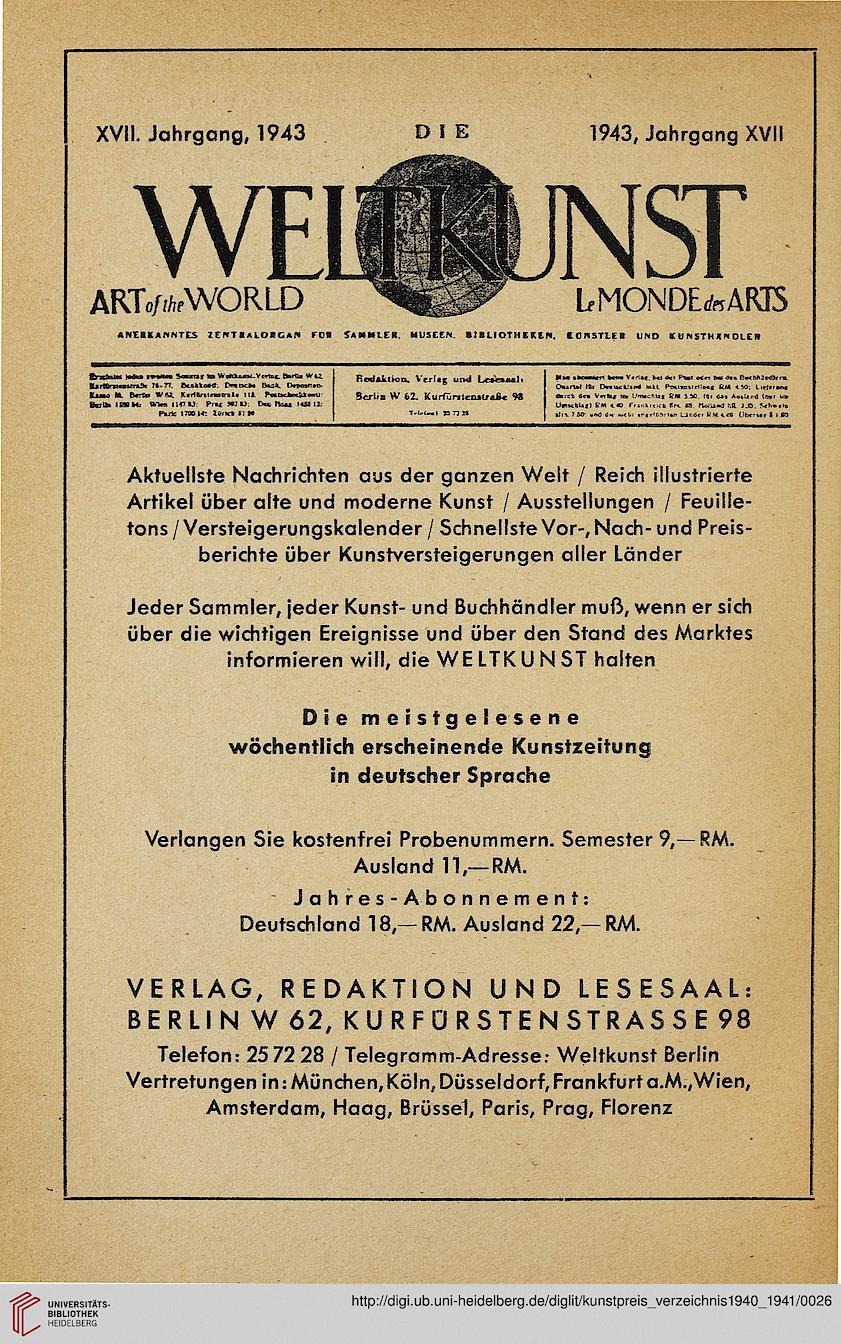 XVII. Jahrgang, 1943 DIE 1943, Jahrgang XVII
WELTKUNST
ART of the WORLD Le MONDE des ARTS
ANERKANNTES ZENTRALORGAN FÜR SAMMLER, MUSEEN, BIBLIOTHEKEN, KÜNSTLER UND KUNSTHÄNDLER
Redaktion, Verlag und Lesesaal:
Berlin W 62, Kurfürstenstraße 98
Aktuellste Nachrichten aus der ganzen Welt / Reich illustrierte
Artikel über alte und moderne Kunst / Ausstellungen / Feuille-
tons / Versteigerungskalender / Schnellste Vor-, Nach- und Preis-
berichte über Kunstversteigerungen aller Länder
Jeder Sammler, jeder Kunst- und Buchhändler muß, wenn er sich
über die wichtigen Ereignisse und über den Stand des Marktes
informieren will, die WELTKUNST halten
Die meistgelesene
wöchentlich erscheinende Kunstzeitung
in deutscher Sprache
Verlangen Sie kostenfrei Probenummern. Semester 9,— RM.
Ausland 11,— RM.
Jahres-Abonnement:
Deutschland 18,— RM. Ausland 22,— RM.
VERLAG, REDAKTION UND LESESAAL:
BERLIN W 62, KURFÜRSTENSTRASSE 98
Telefon: 25 72 28 / Telegramm-Adresse: Weltkunst Berlin
Vertretungen in: München, Köln, Düsseldorf, Frankfurt a.M., Wien,
Amsterdam, Haag, Brüssel, Paris, Prag, Florenz
UNIVERSITÄTS-
BIBLIOTHEK
HEIDELBERG
http://digi.ub.uni-heidelberg.de/diglit/kunstpreis_verzeichnis1940_1941/0026